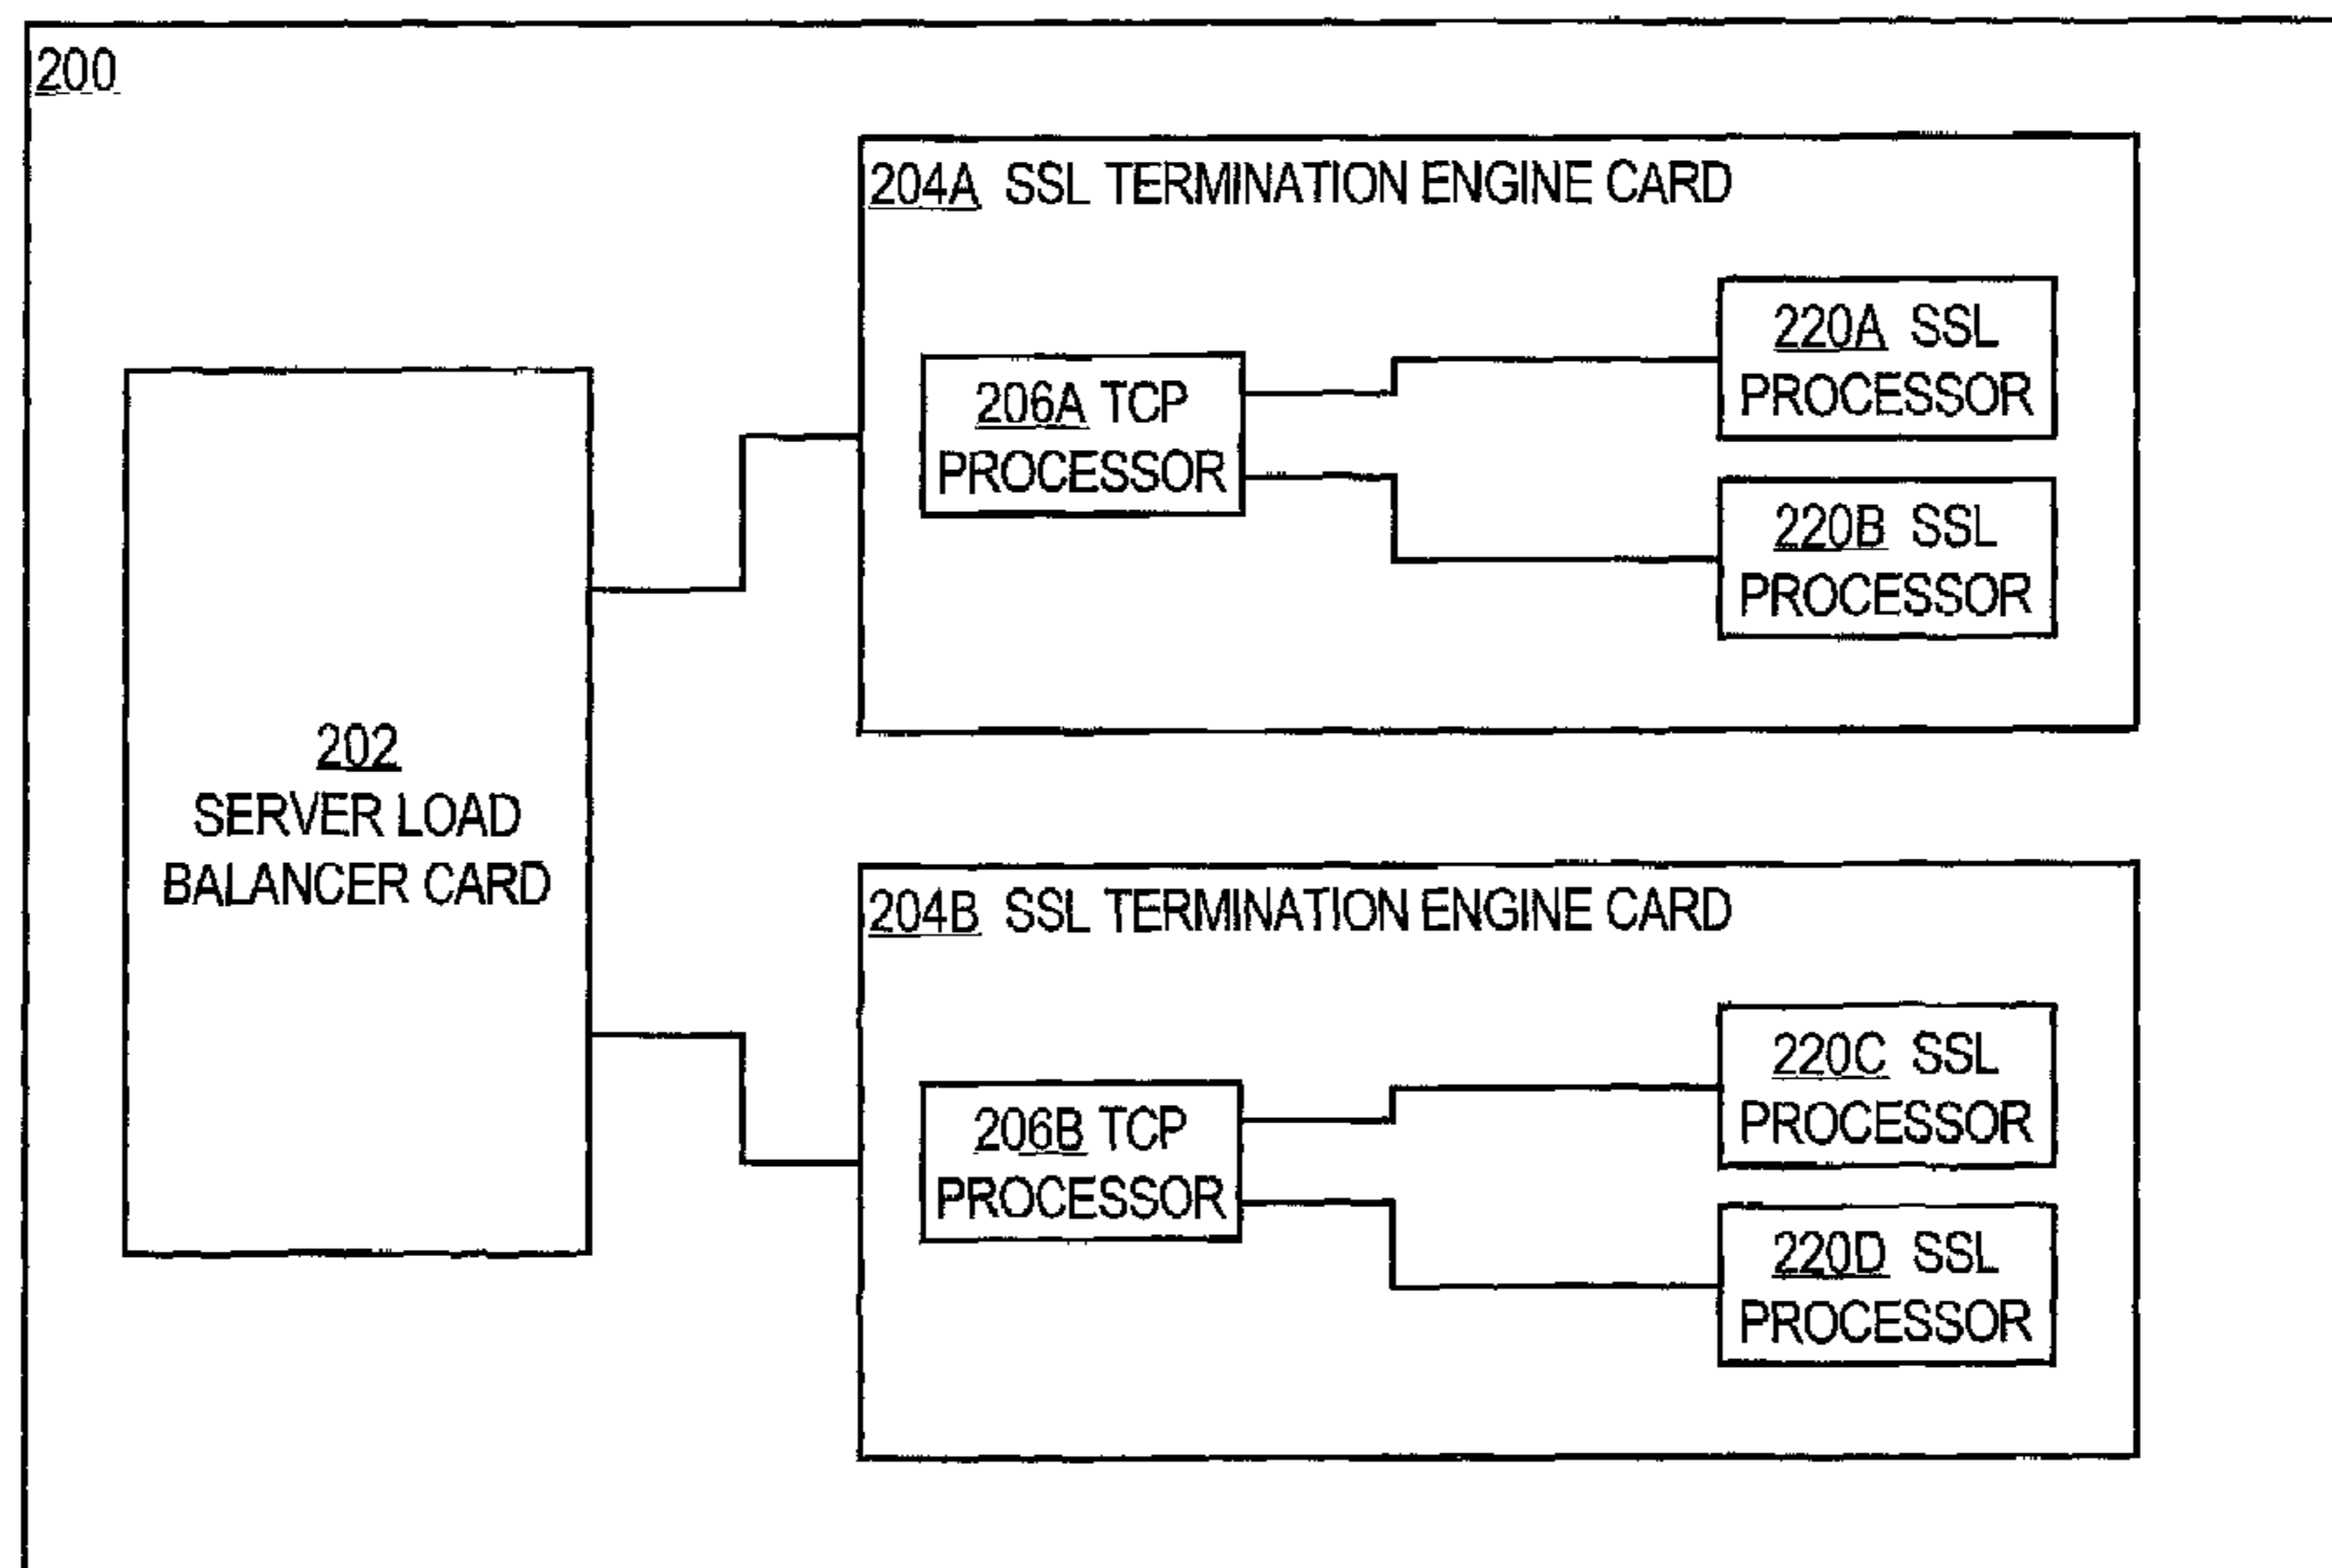 200
204A SSL TERMINATION ENGINE CARD
220A SSL
PROCESSOR
206A TCP
PROCESSOR
220B SSL
PROCESSOR
202
SERVER LOAD
BALANCER CARD
204B SSL TERMINATION ENGINE CARD
220C SSL
PROCESSOR
206B TCP
PROCESSOR
220D SSL
PROCESSOR